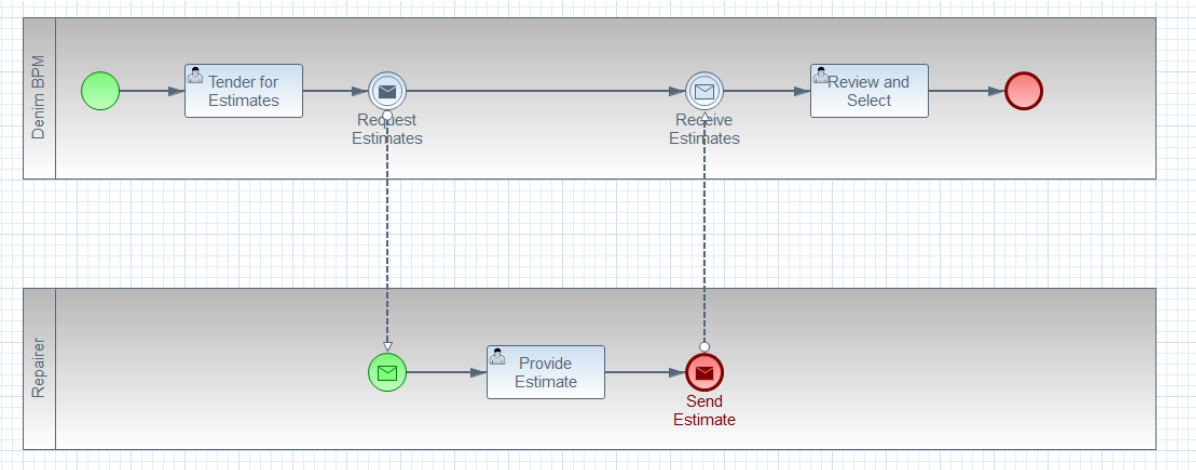 Denim BPM
Tender for
Estimates
Request
Estimates
Receive
Estimates
Review and
Select
Repairer
Provide
Estimate
Send
Estimate